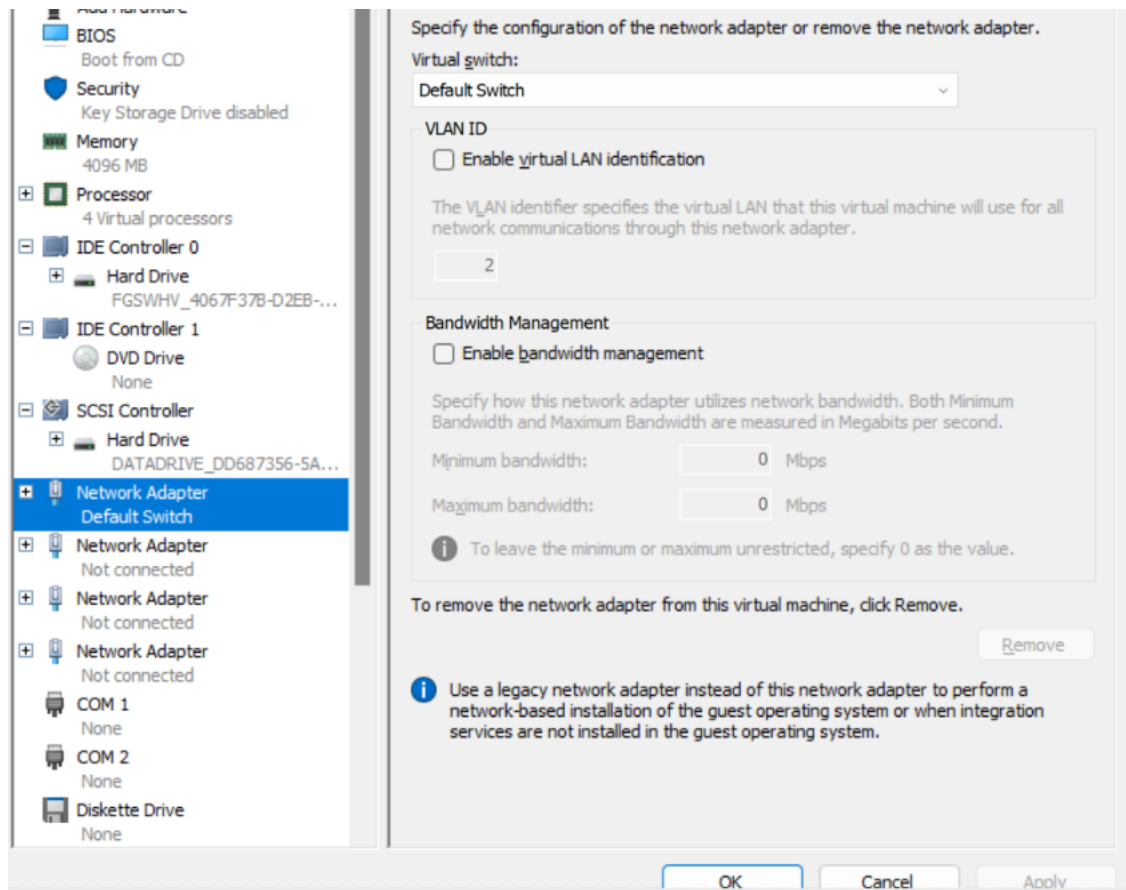 Add Hardware
BIOS
Boot from CD
Security
Key Storage Drive disabled
Memory
4096 MB
Processor
4 Virtual processors
IDE Controller 0
Hard Drive
FGSWHV_4067F37B-D2EB-...
IDE Controller 1
DVD Drive
None
SCSI Controller
Hard Drive
DATADRIVE_DD687356-5A...
Network Adapter
Default Switch
Network Adapter
Not connected
Network Adapter
Not connected
Network Adapter
Not connected
COM 1
None
COM 2
None
Diskette Drive
None
Specify the configuration of the network adapter or remove the network adapter.
Virtual switch:
Default Switch
VLAN ID
Enable virtual LAN identification
The VLAN identifier specifies the virtual LAN that this virtual machine will use for all
network communications through this network adapter.
2
Bandwidth Management
Enable bandwidth management
Specify how this network adapter utilizes network bandwidth. Both Minimum
Bandwidth and Maximum Bandwidth are measured in Megabits per second.
Minimum bandwidth: 0 Mbps
Maximum bandwidth: 0 Mbps
To leave the minimum or maximum unrestricted, specify 0 as the value.
To remove the network adapter from this virtual machine, click Remove.
Remove
Use a legacy network adapter instead of this network adapter to perform a
network-based installation of the guest operating system or when integration
services are not installed in the guest operating system.
OK Cancel Apply